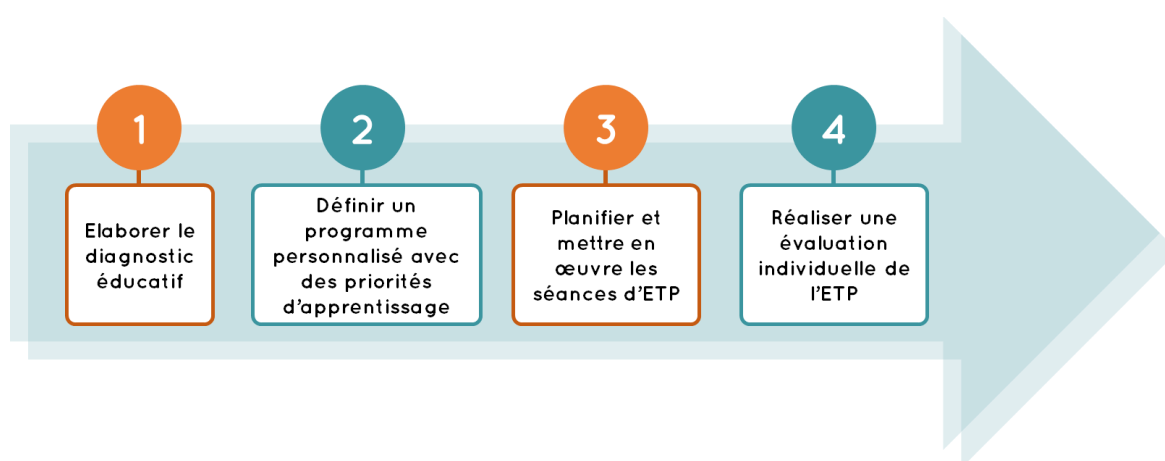 1
Elaborer le
diagnostic
éducatif
2
Définir un
programme
personnalisé avec
des priorités
d'apprentissage
3
Planifier et
mettre en
œuvre les
séances d'ETP
4
Réaliser une
évaluation
individuelle de
l'ETP